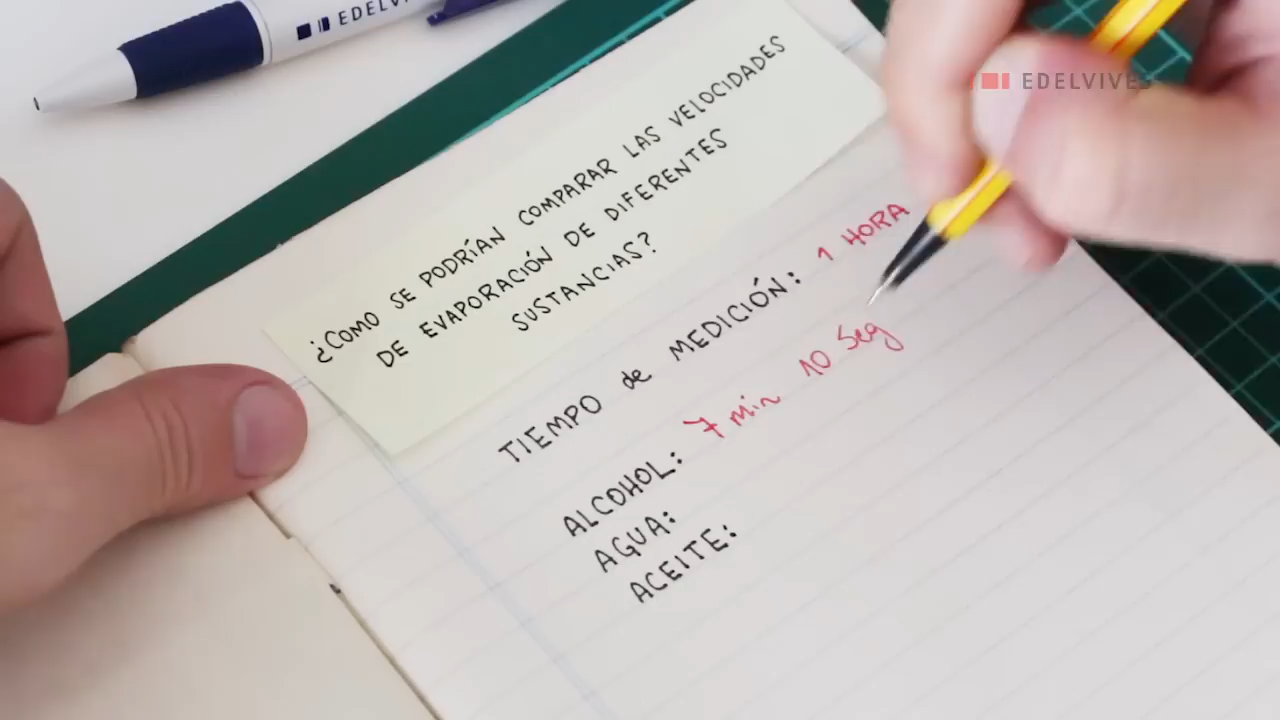 EDELVIVES
EDELVI
¿COMO SE PODRÍAN COMPARAR LAS VELOCIDADES
DE EVAPORACIÓN DE DIFERENTES
SUSTANCIAS?
TIEMPO de MEDICIÓN: 1 HORA
ALCOHOL: 7 min 10 Seg
AGUA:
ACEITE: